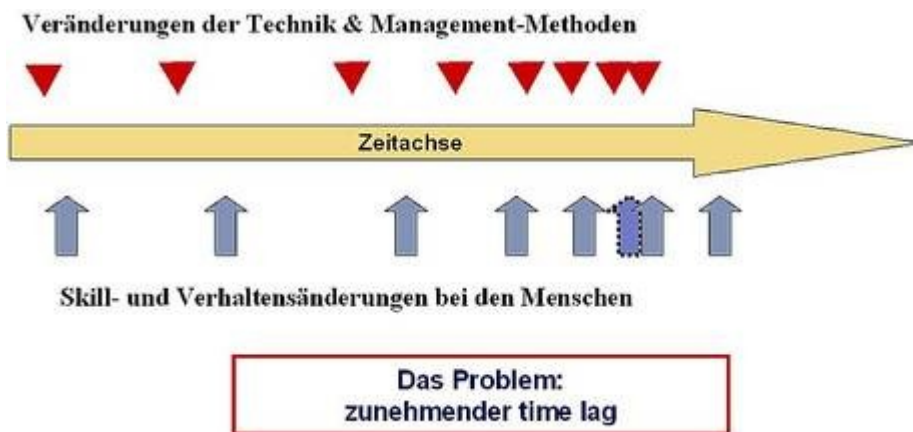 Veränderungen der Technik & Management-Methoden
Zeitachse
Skill- und Verhaltensänderungen bei den Menschen
Das Problem:
zunehmender time lag